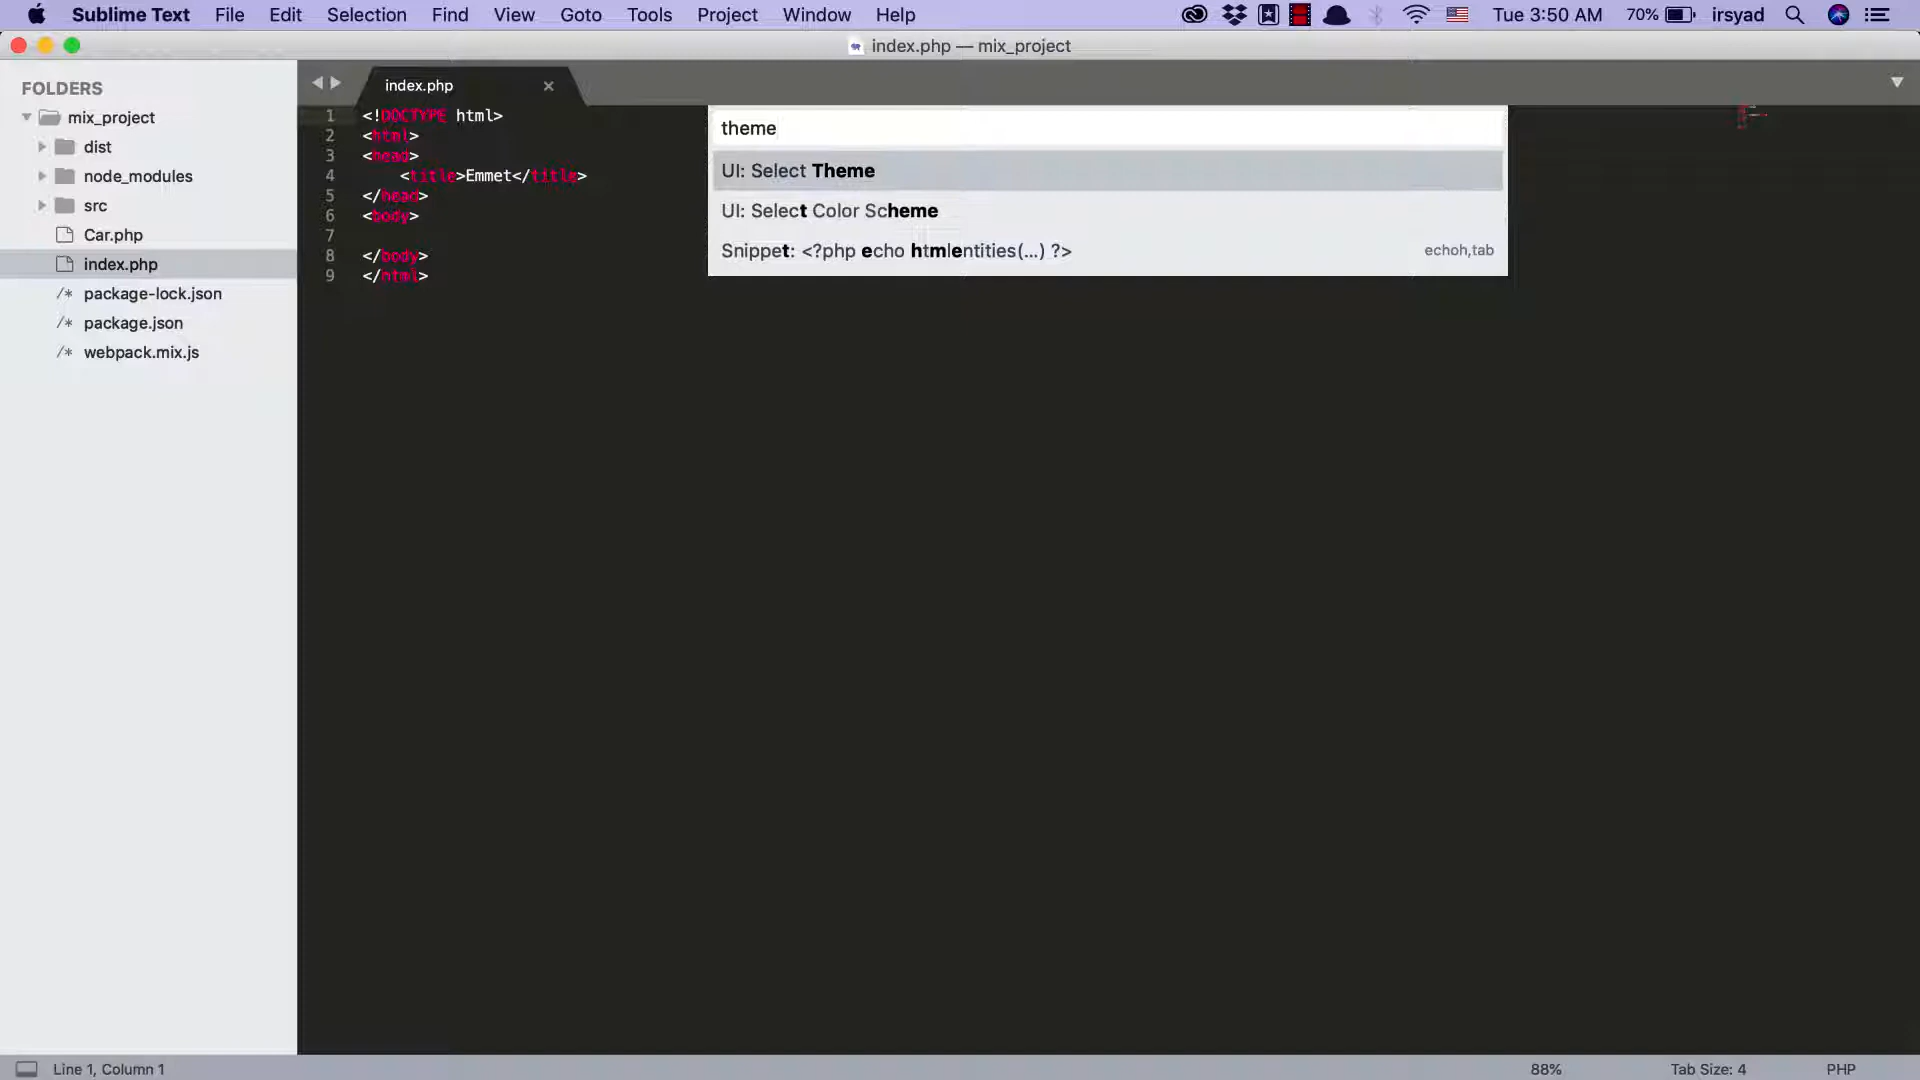 Sublime Text File Edit Selection Find View Goto Tools Project Window Help Tue 3:50 AM 70% irsyad
index.php — mix_project
FOLDERS
mix_project
dist
node_modules
src
Car.php
index.php
/* package-lock.json
/* package.json
/* webpack.mix.js
index.php
1 <!DOCTYPE html>
2 <html>
3 <head>
4 <title>Emmet</title>
5 </head>
6 <body>
7
8 </body>
9 </html>
theme
UI: Select Theme
UI: Select Color Scheme
Snippet: <?php echo htmlentities(...) ?> echoh,tab
Line 1, Column 1 88% Tab Size: 4 PHP